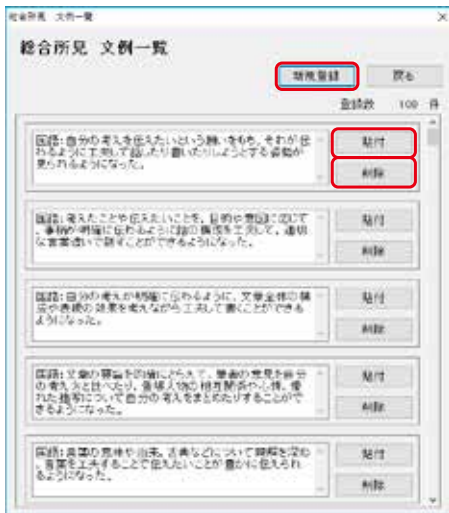 総合所見 文例一覧
総合所見 文例一覧
新規登録
戻る
登録数 100 件
国語:自分の考えを伝えたいという願いをもち、それが伝
わるように工夫して話したり書いたりしようとする姿勢が
見られるようになった。
貼付
削除
国語:考えたことや伝えたいことを、目的や意図に応じて
、事柄が明確に伝わるように話の構成を工夫して、適切
な言葉遣いで話すことができるようになった。
貼付
削除
国語:自分の考えが明確に伝わるように、文章全体の構
成や表現の効果を考えながら工夫して書くことができる
ようになった。
貼付
削除
国語:文章の要旨を的確にとらえて、筆者の意見を自分
の考え方と比べたり、登場人物の相互関係や心情、優
れた描写について自分の考えをまとめたりすることがで
きるようになった。
貼付
削除
国語:言葉の意味や由来、古典などについて理解を深め
、言葉を工夫することで伝えたいことが豊かに伝えられ
るようになった。
貼付
削除